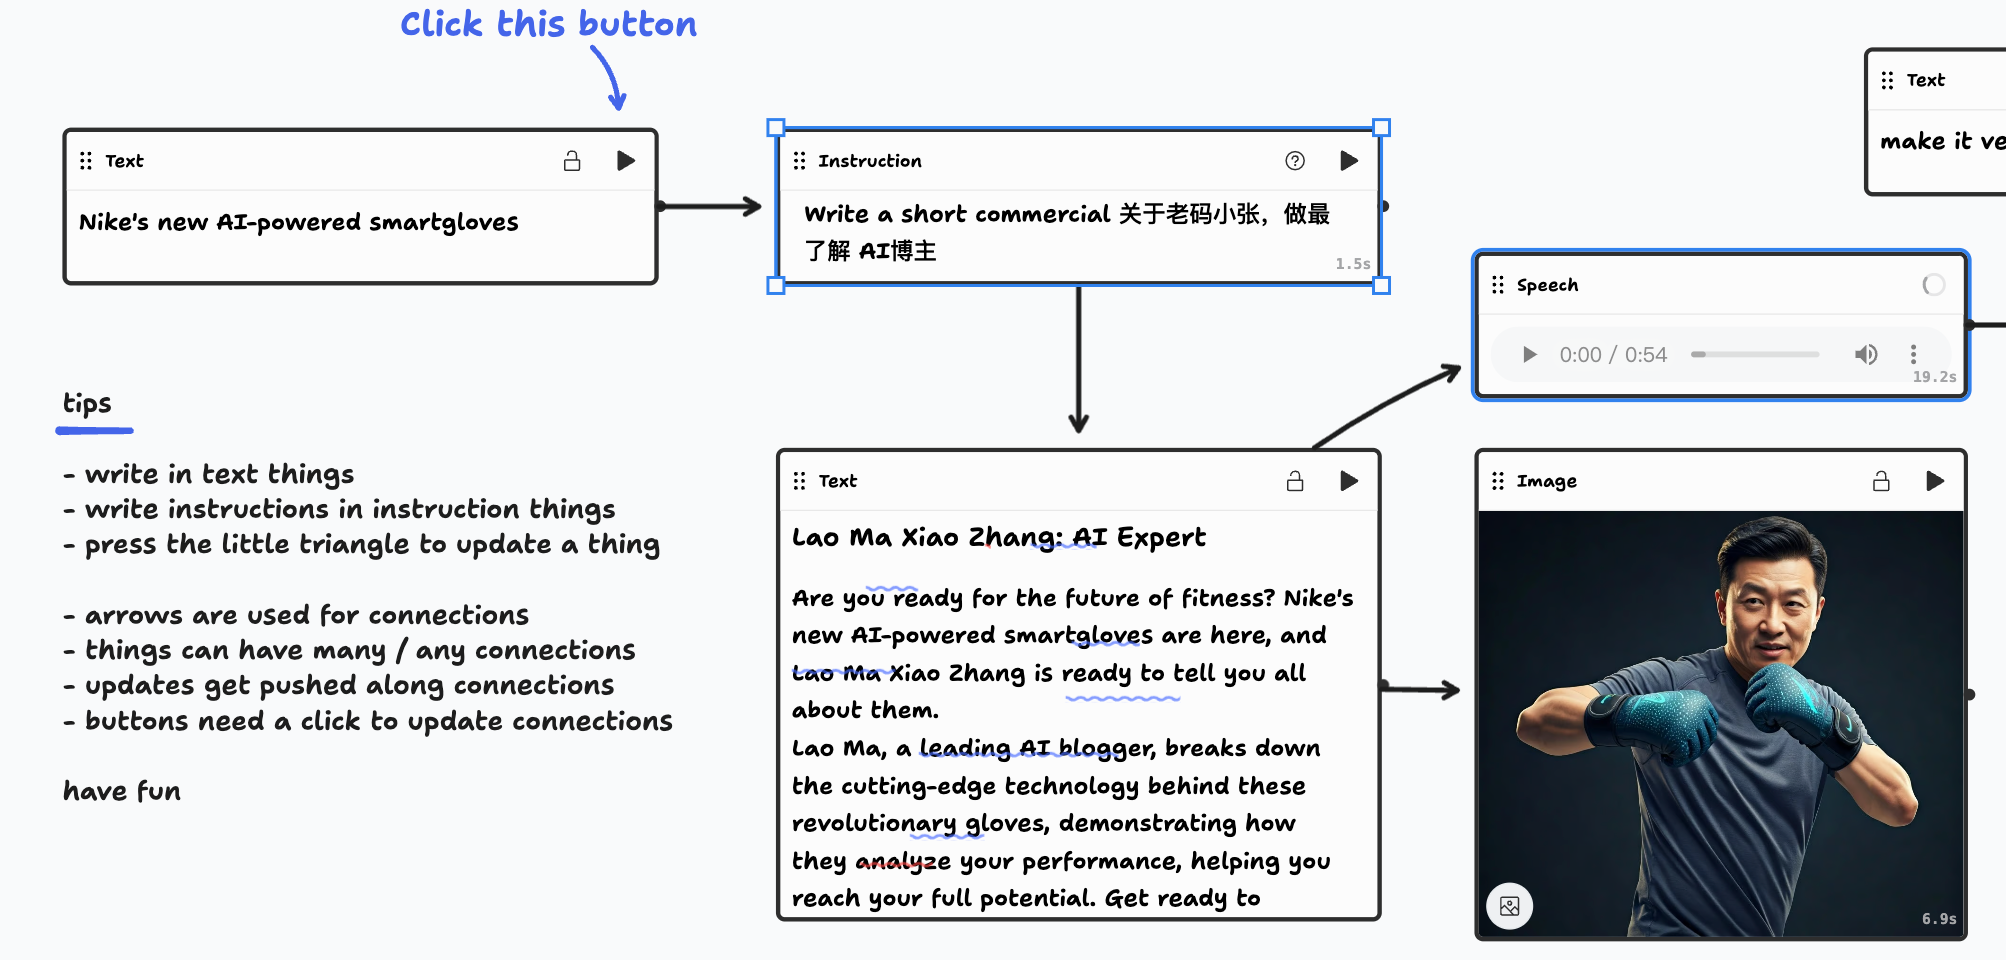 Click this button
Text
Nike's new AI-powered smartgloves
Instruction
Write a short commercial 关于老码小张，做最
了解 AI博主
1.5s
Text
make it ve
Speech
0:00 / 0:54
19.2s
tips
- write in text things
- write instructions in instruction things
- press the little triangle to update a thing
- arrows are used for connections
- things can have many / any connections
- updates get pushed along connections
- buttons need a click to update connections
have fun
Text
Lao Ma Xiao Zhang: AI Expert
Are you ready for the future of fitness? Nike's
new AI-powered smartgloves are here, and
Lao Ma Xiao Zhang is ready to tell you all
about them.
Lao Ma, a leading AI blogger, breaks down
the cutting-edge technology behind these
revolutionary gloves, demonstrating how
they analyze your performance, helping you
reach your full potential. Get ready to
Image
6.9s